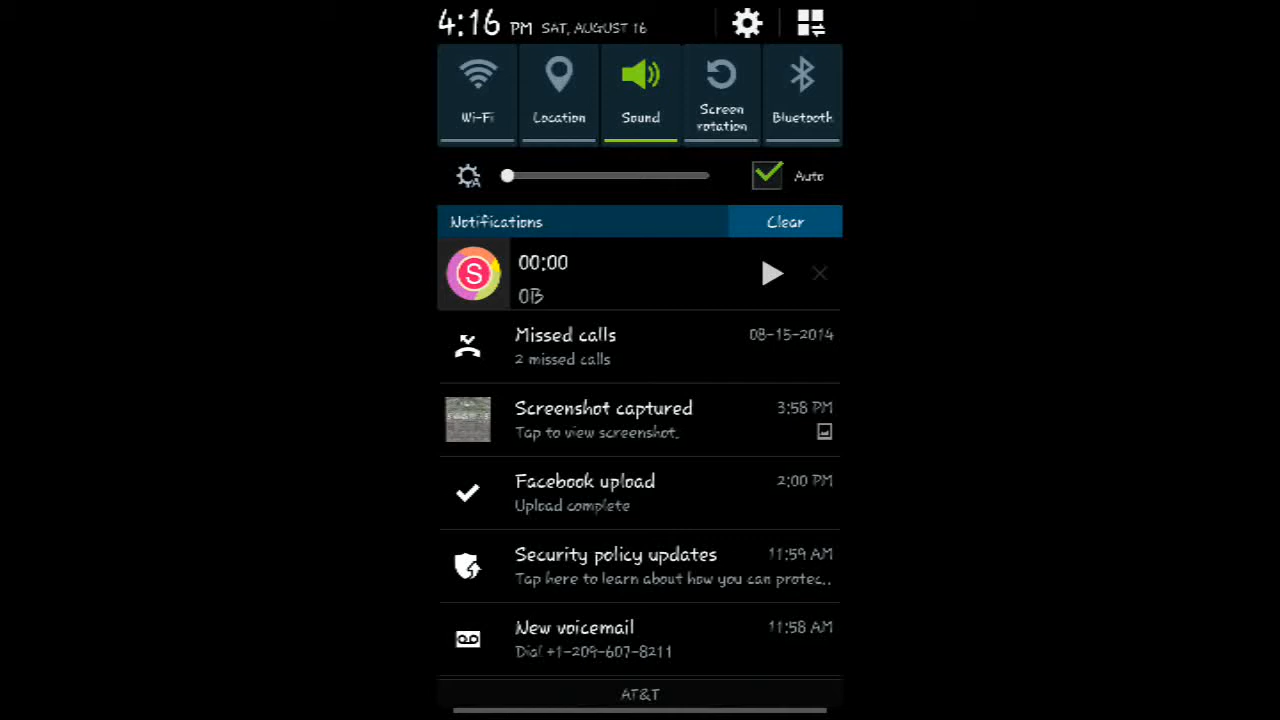 4:16 PM SAT, AUGUST 16
Wi-Fi
Location
Sound
Screen
rotation
Bluetooth
A
Auto
Notifications
Clear
S
00:00
0B
Missed calls 08-15-2014
2 missed calls
Screenshot captured 3:58 PM
Tap to view screenshot.
Facebook upload 2:00 PM
Upload complete
Security policy updates 11:59 AM
Tap here to learn about how you can protec..
New voicemail 11:58 AM
Dial +1-209-607-8211
AT&T